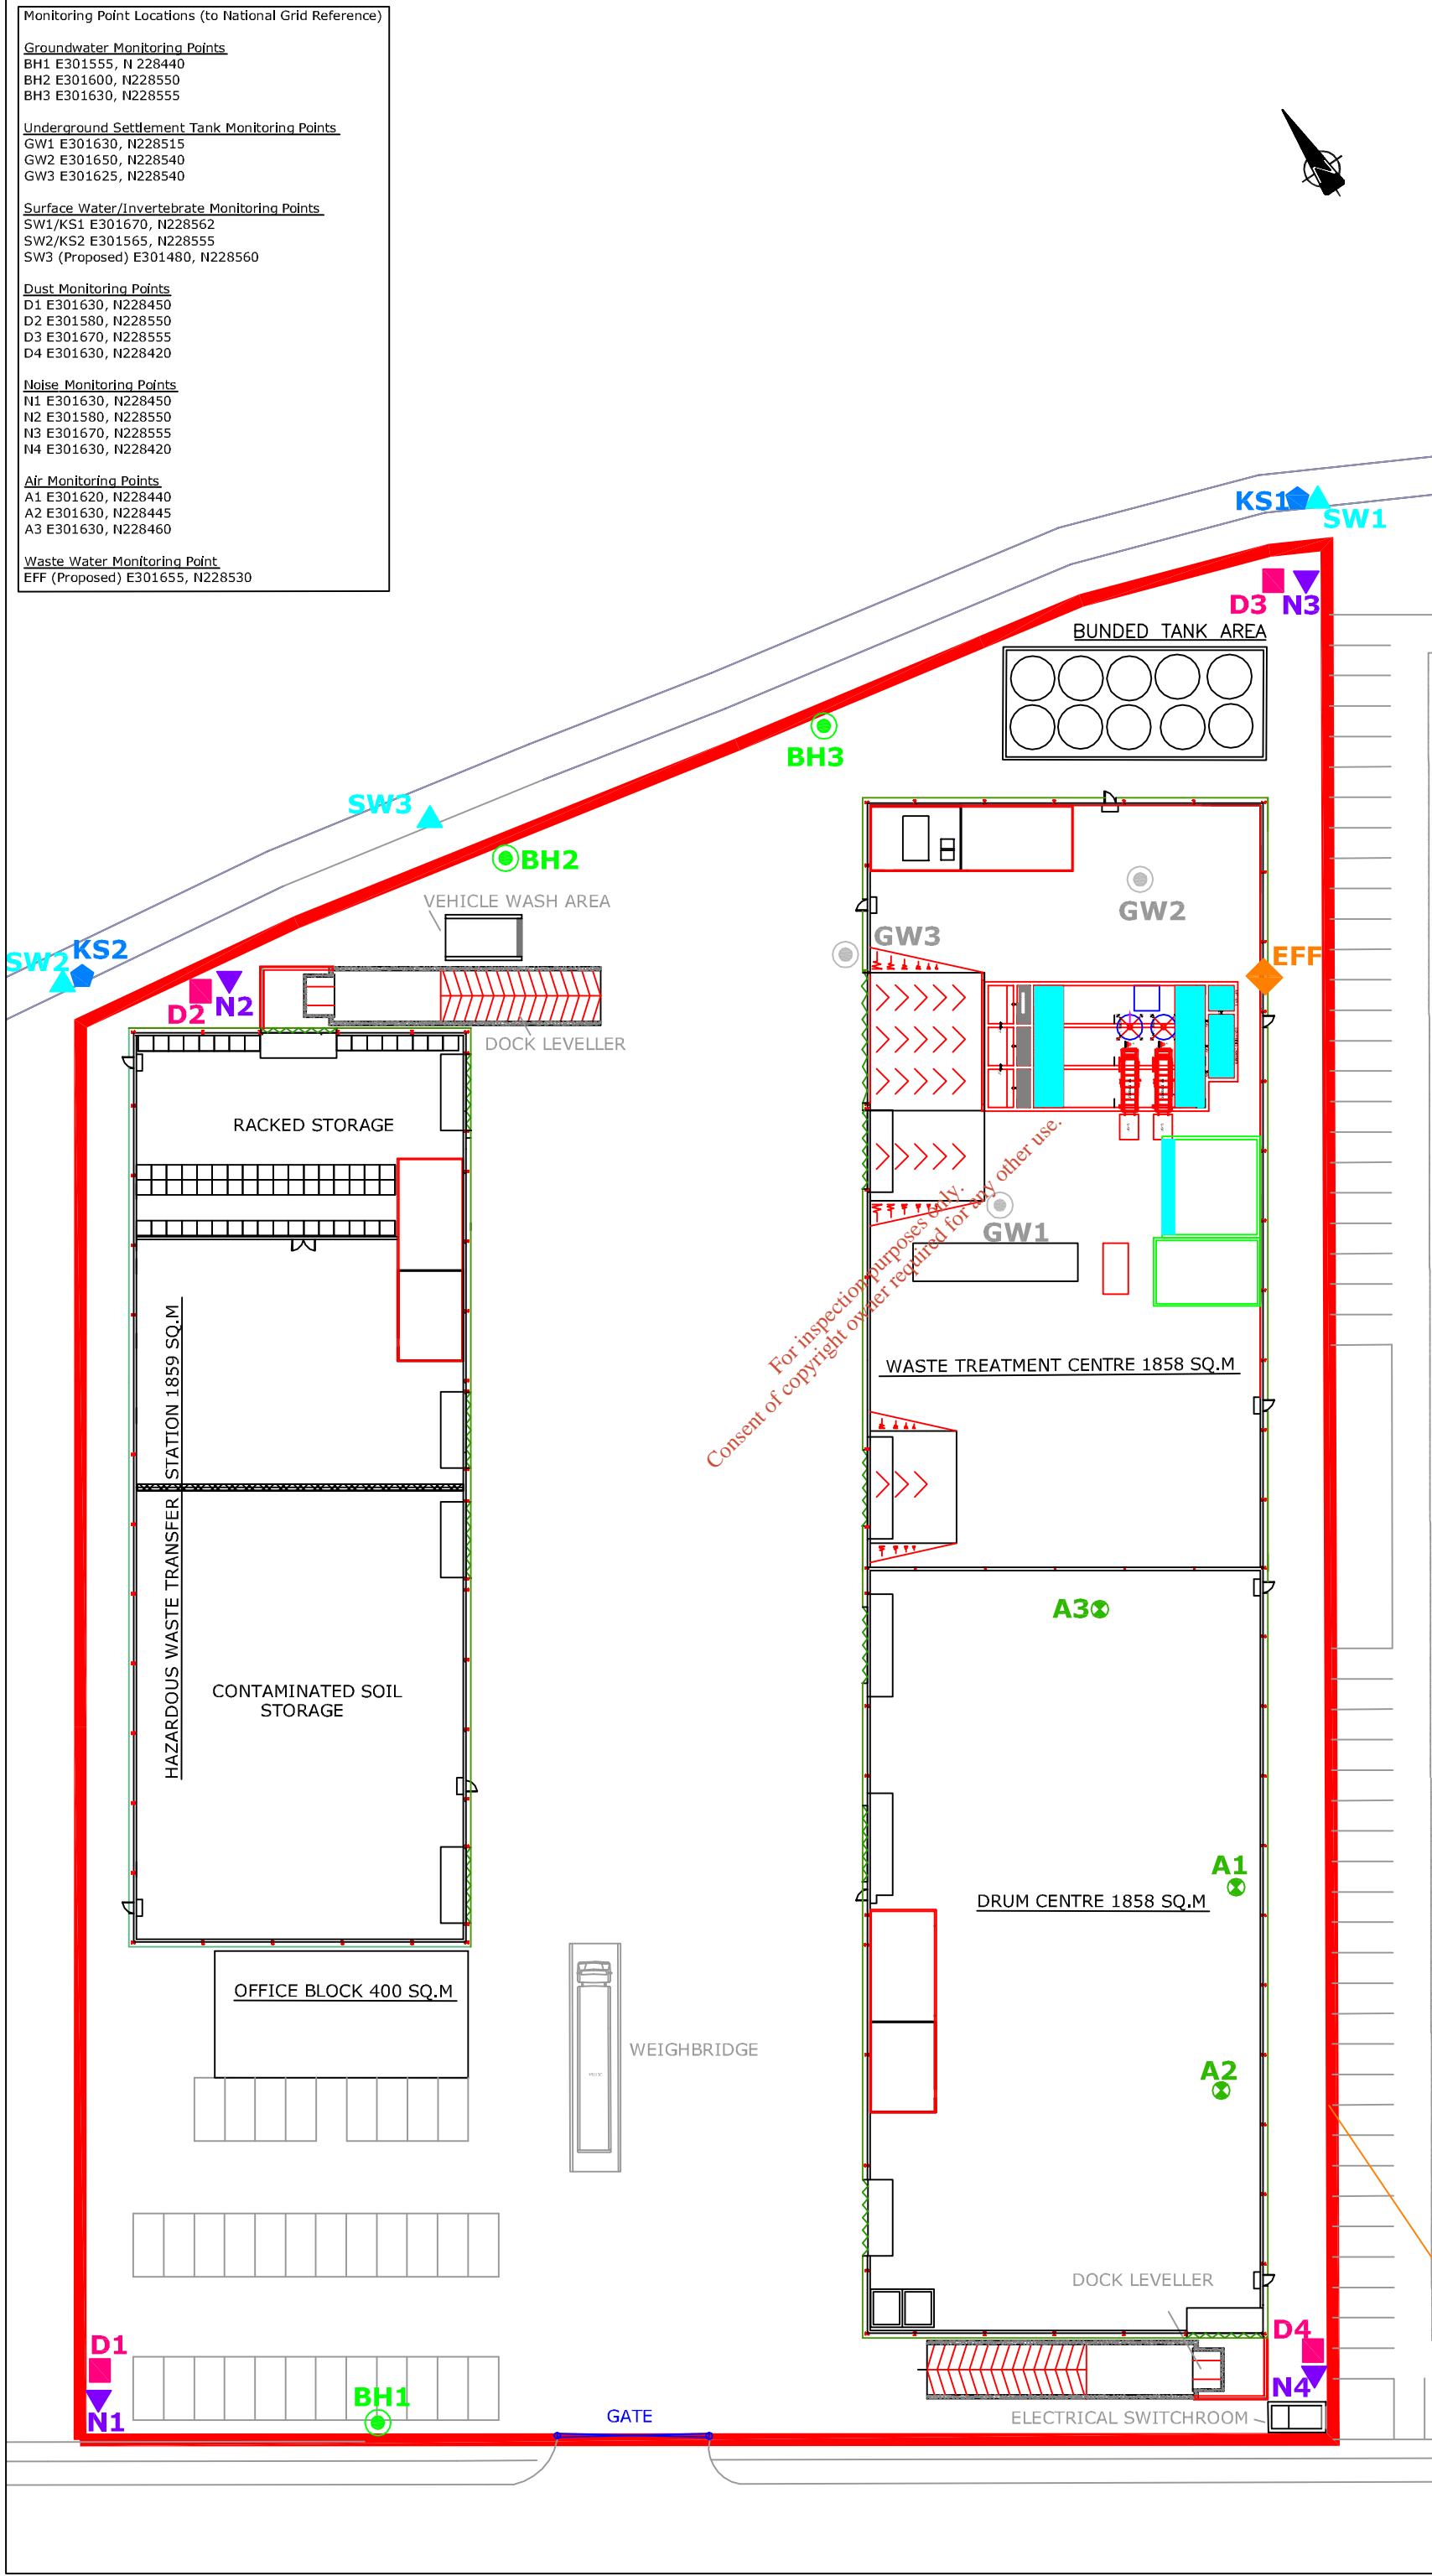 Monitoring Point Locations (to National Grid Reference)
Groundwater Monitoring Points
BH1 E301555, N 228440
BH2 E301600, N228550
BH3 E301630, N228555
Underground Settlement Tank Monitoring Points
GW1 E301630, N228515
GW2 E301650, N228540
GW3 E301625, N228540
Surface Water/Invertebrate Monitoring Points
SW1/KS1 E301670, N228562
SW2/KS2 E301565, N228555
SW3 (Proposed) E301480, N228560
Dust Monitoring Points
D1 E301630, N228450
D2 E301580, N228550
D3 E301670, N228555
D4 E301630, N228420
Noise Monitoring Points
N1 E301630, N228450
N2 E301580, N228550
N3 E301670, N228555
N4 E301630, N228420
Air Monitoring Points
A1 E301620, N228440
A2 E301630, N228445
A3 E301630, N228460
Waste Water Monitoring Point
EFF (Proposed) E301655, N228530
KS1
SW1
D3
N3
BUNDED TANK AREA
BH3
SW3
BH2
VEHICLE WASH AREA
GW2
GW3
KS2
SW2
EFF
D2
N2
DOCK LEVELLER
RACKED STORAGE
GW1
For inspection purposes only.
Consent of copyright owner required for any other use.
WASTE TREATMENT CENTRE 1858 SQ.M
HAZARDOUS WASTE TRANSFER STATION 1859 SQ.M
A3
CONTAMINATED SOIL
STORAGE
A1
DRUM CENTRE 1858 SQ.M
OFFICE BLOCK 400 SQ.M
WEIGHBRIDGE
A2
DOCK LEVELLER
D4
D1
N4
BH1
N1
GATE
ELECTRICAL SWITCHROOM